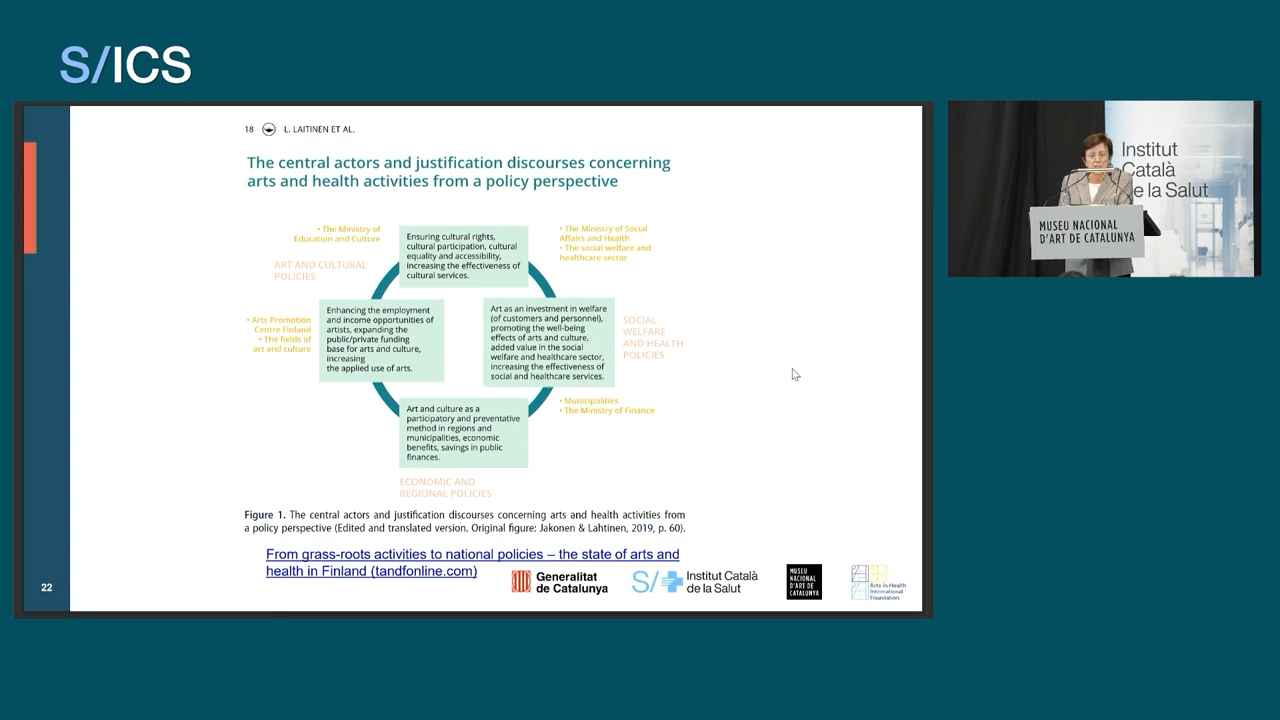 S/ICS
18 L. LAITINEN ET AL.
The central actors and justification discourses concerning
arts and health activities from a policy perspective
• The Ministry of
Education and Culture
ART AND CULTURAL
POLICIES
Ensuring cultural rights,
cultural participation, cultural
equality and accessibility,
increasing the effectiveness of
cultural services.
• The Ministry of Social
Affairs and Health
• The social welfare and
healthcare sector
• Arts Promotion
Centre Finland
• The fields of
art and culture
Enhancing the employment
and income opportunities of
artists, expanding the
public/private funding
base for arts and culture,
increasing
the applied use of arts.
Art as an investment in welfare
(of customers and personnel),
promoting the well-being
effects of arts and culture,
added value in the social
welfare and healthcare sector,
increasing the effectiveness of
social and healthcare services.
SOCIAL
WELFARE
AND HEALTH
POLICIES
Art and culture as a
participatory and preventative
method in regions and
municipalities, economic
benefits, savings in public
finances.
• Municipalities
• The Ministry of Finance
ECONOMIC AND
REGIONAL POLICIES
Figure 1. The central actors and justification discourses concerning arts and health activities from
a policy perspective (Edited and translated version. Original figure: Jakonen & Lahtinen, 2019, p. 60).
From grass-roots activities to national policies – the state of arts and
health in Finland (tandfonline.com)
22
Generalitat
de Catalunya
S/ Institut Català
de la Salut
MUSEU
NACIONAL
D'ART DE
CATALUNYA
Arts in Health
International
Foundation
Institut
Català
de la Salut
MUSEU NACIONAL
D'ART DE CATALUNYA